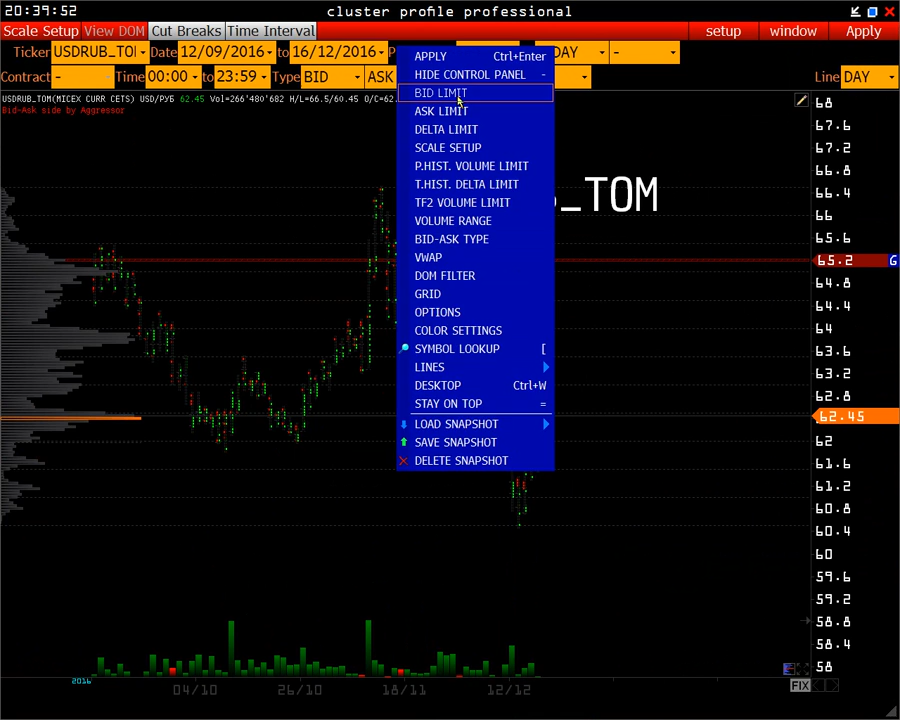 20:39:52 cluster profile professional
Scale Setup View DOM Cut Breaks Time Interval setup window Apply
Ticker USDRUB_TO Date 12/09/2016 to 16/12/2016 DAY -
Contract - Time 00:00 to 23:59 Type BID ASK Line DAY
USDRUB_TOM(MICEX CURR CETS) USD/РУБ 62.45 Vol=266'480'682 H/L=66.5/60.45 O/C=62.
Bid-Ask side by Aggressor
APPLY Ctrl+Enter
HIDE CONTROL PANEL -
BID LIMIT
ASK LIMIT
DELTA LIMIT
SCALE SETUP
P.HIST. VOLUME LIMIT
T.HIST. DELTA LIMIT
TF2 VOLUME LIMIT
VOLUME RANGE
BID-ASK TYPE
VWAP
DOM FILTER
GRID
OPTIONS
COLOR SETTINGS
SYMBOL LOOKUP [
LINES
DESKTOP Ctrl+W
STAY ON TOP =
LOAD SNAPSHOT
SAVE SNAPSHOT
DELETE SNAPSHOT
_TOM
68
67.6
67.2
66.8
66.4
66
65.6
65.2 G
64.8
64.4
64
63.6
63.2
62.8
62.45
62
61.6
61.2
60.8
60.4
60
59.6
59.2
58.8
58.4
58
2016 04/10 26/10 18/11 12/12
FIX